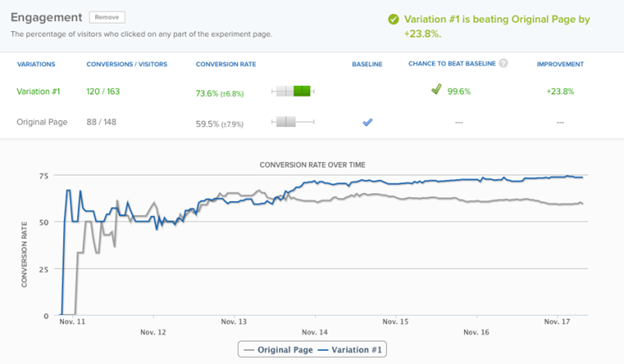 Engagement Remove
The percentage of visitors who clicked on any part of the experiment page.
Variation #1 is beating Original Page by
+23.8%.
VARIATIONS CONVERSIONS / VISITORS CONVERSION RATE BASELINE CHANCE TO BEAT BASELINE ? IMPROVEMENT
Variation #1 120 / 163 73.6% (±6.8%) 99.6% +23.8%
Original Page 88 / 148 59.5% (±7.9%) --- ---
CONVERSION RATE OVER TIME
CONVERSION RATE
75
50
25
0
Nov. 11 Nov. 12 Nov. 13 Nov. 14 Nov. 15 Nov. 16 Nov. 17
Original Page Variation #1